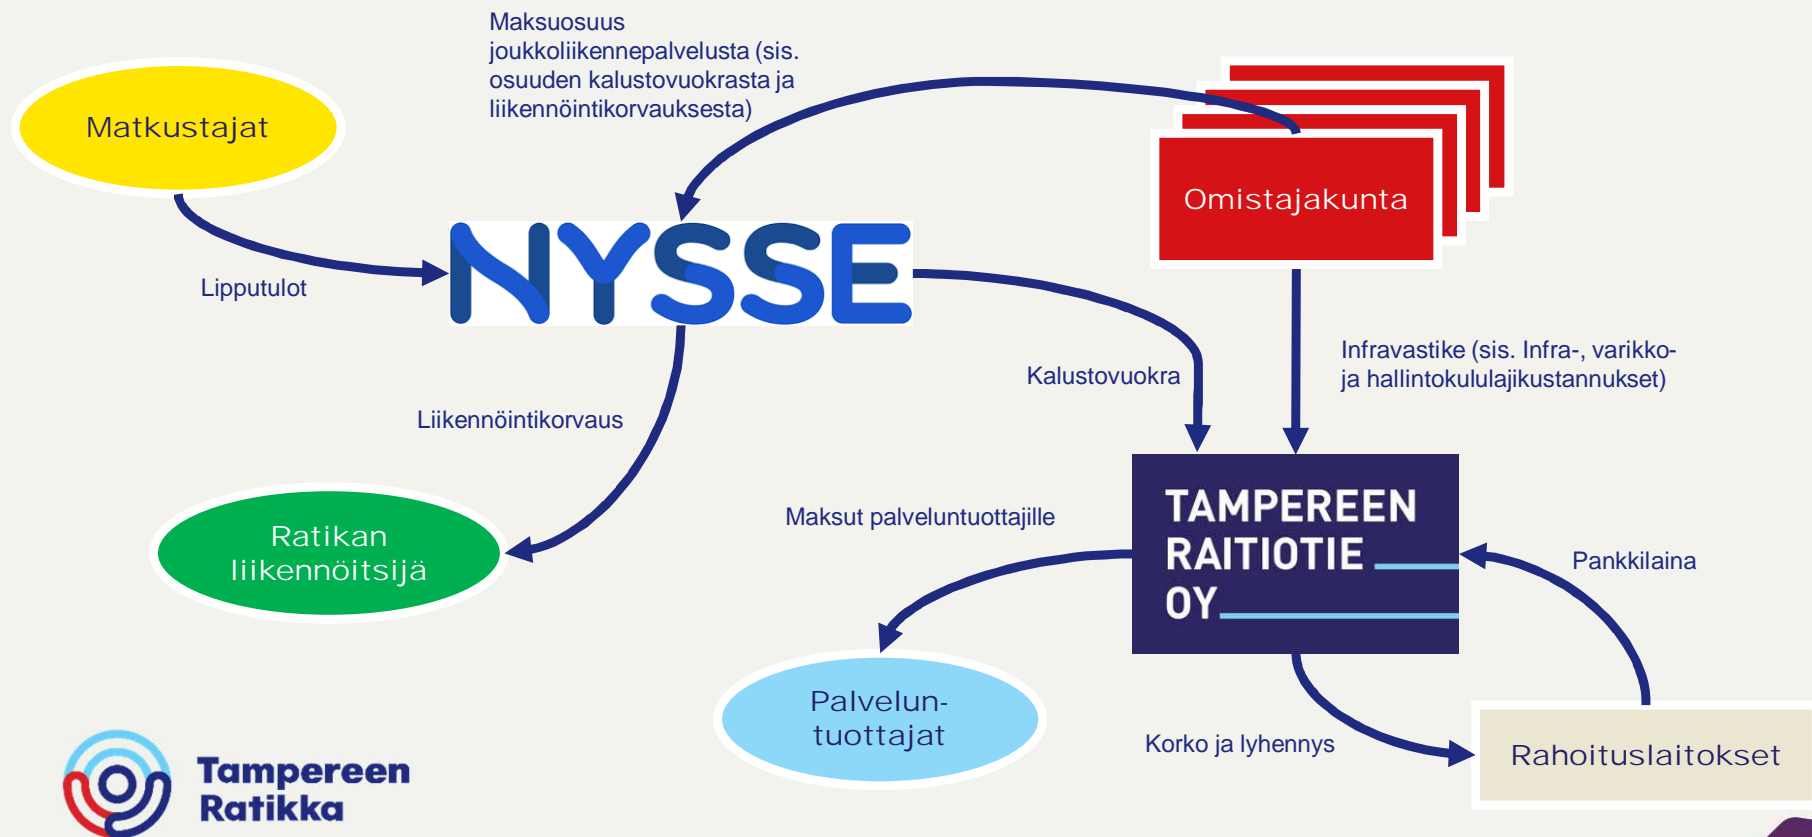 Maksuosuus
joukkoliikennepalvelusta (sis.
osuuden kalustovuokrasta ja
liikennöintikorvauksesta)
Matkustajat
Omistajakunta
Lipputulot
NYSSE
Infravastike (sis. Infra-, varikko-
ja hallintokululajikustannukset)
Kalustovuokra
Liikennöintikorvaus
Ratikan
liikennöitsijä
Maksut palveluntuottajille
TAMPEREEN
RAITIOTIE
OY
Pankkilaina
Palvelun-
tuottajat
Korko ja lyhennys
Rahoituslaitokset
Tampereen
Ratikka